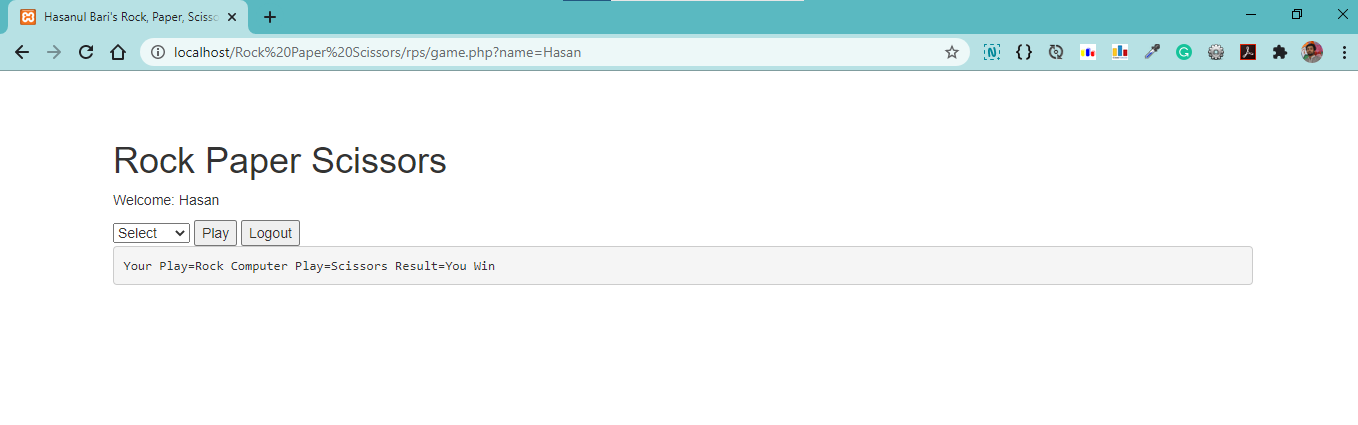 Hasanul Bari's Rock, Paper, Scisso
localhost/Rock%20Paper%20Scissors/rps/game.php?name=Hasan
Rock Paper Scissors
Welcome: Hasan
Select Play Logout
Your Play=Rock Computer Play=Scissors Result=You Win